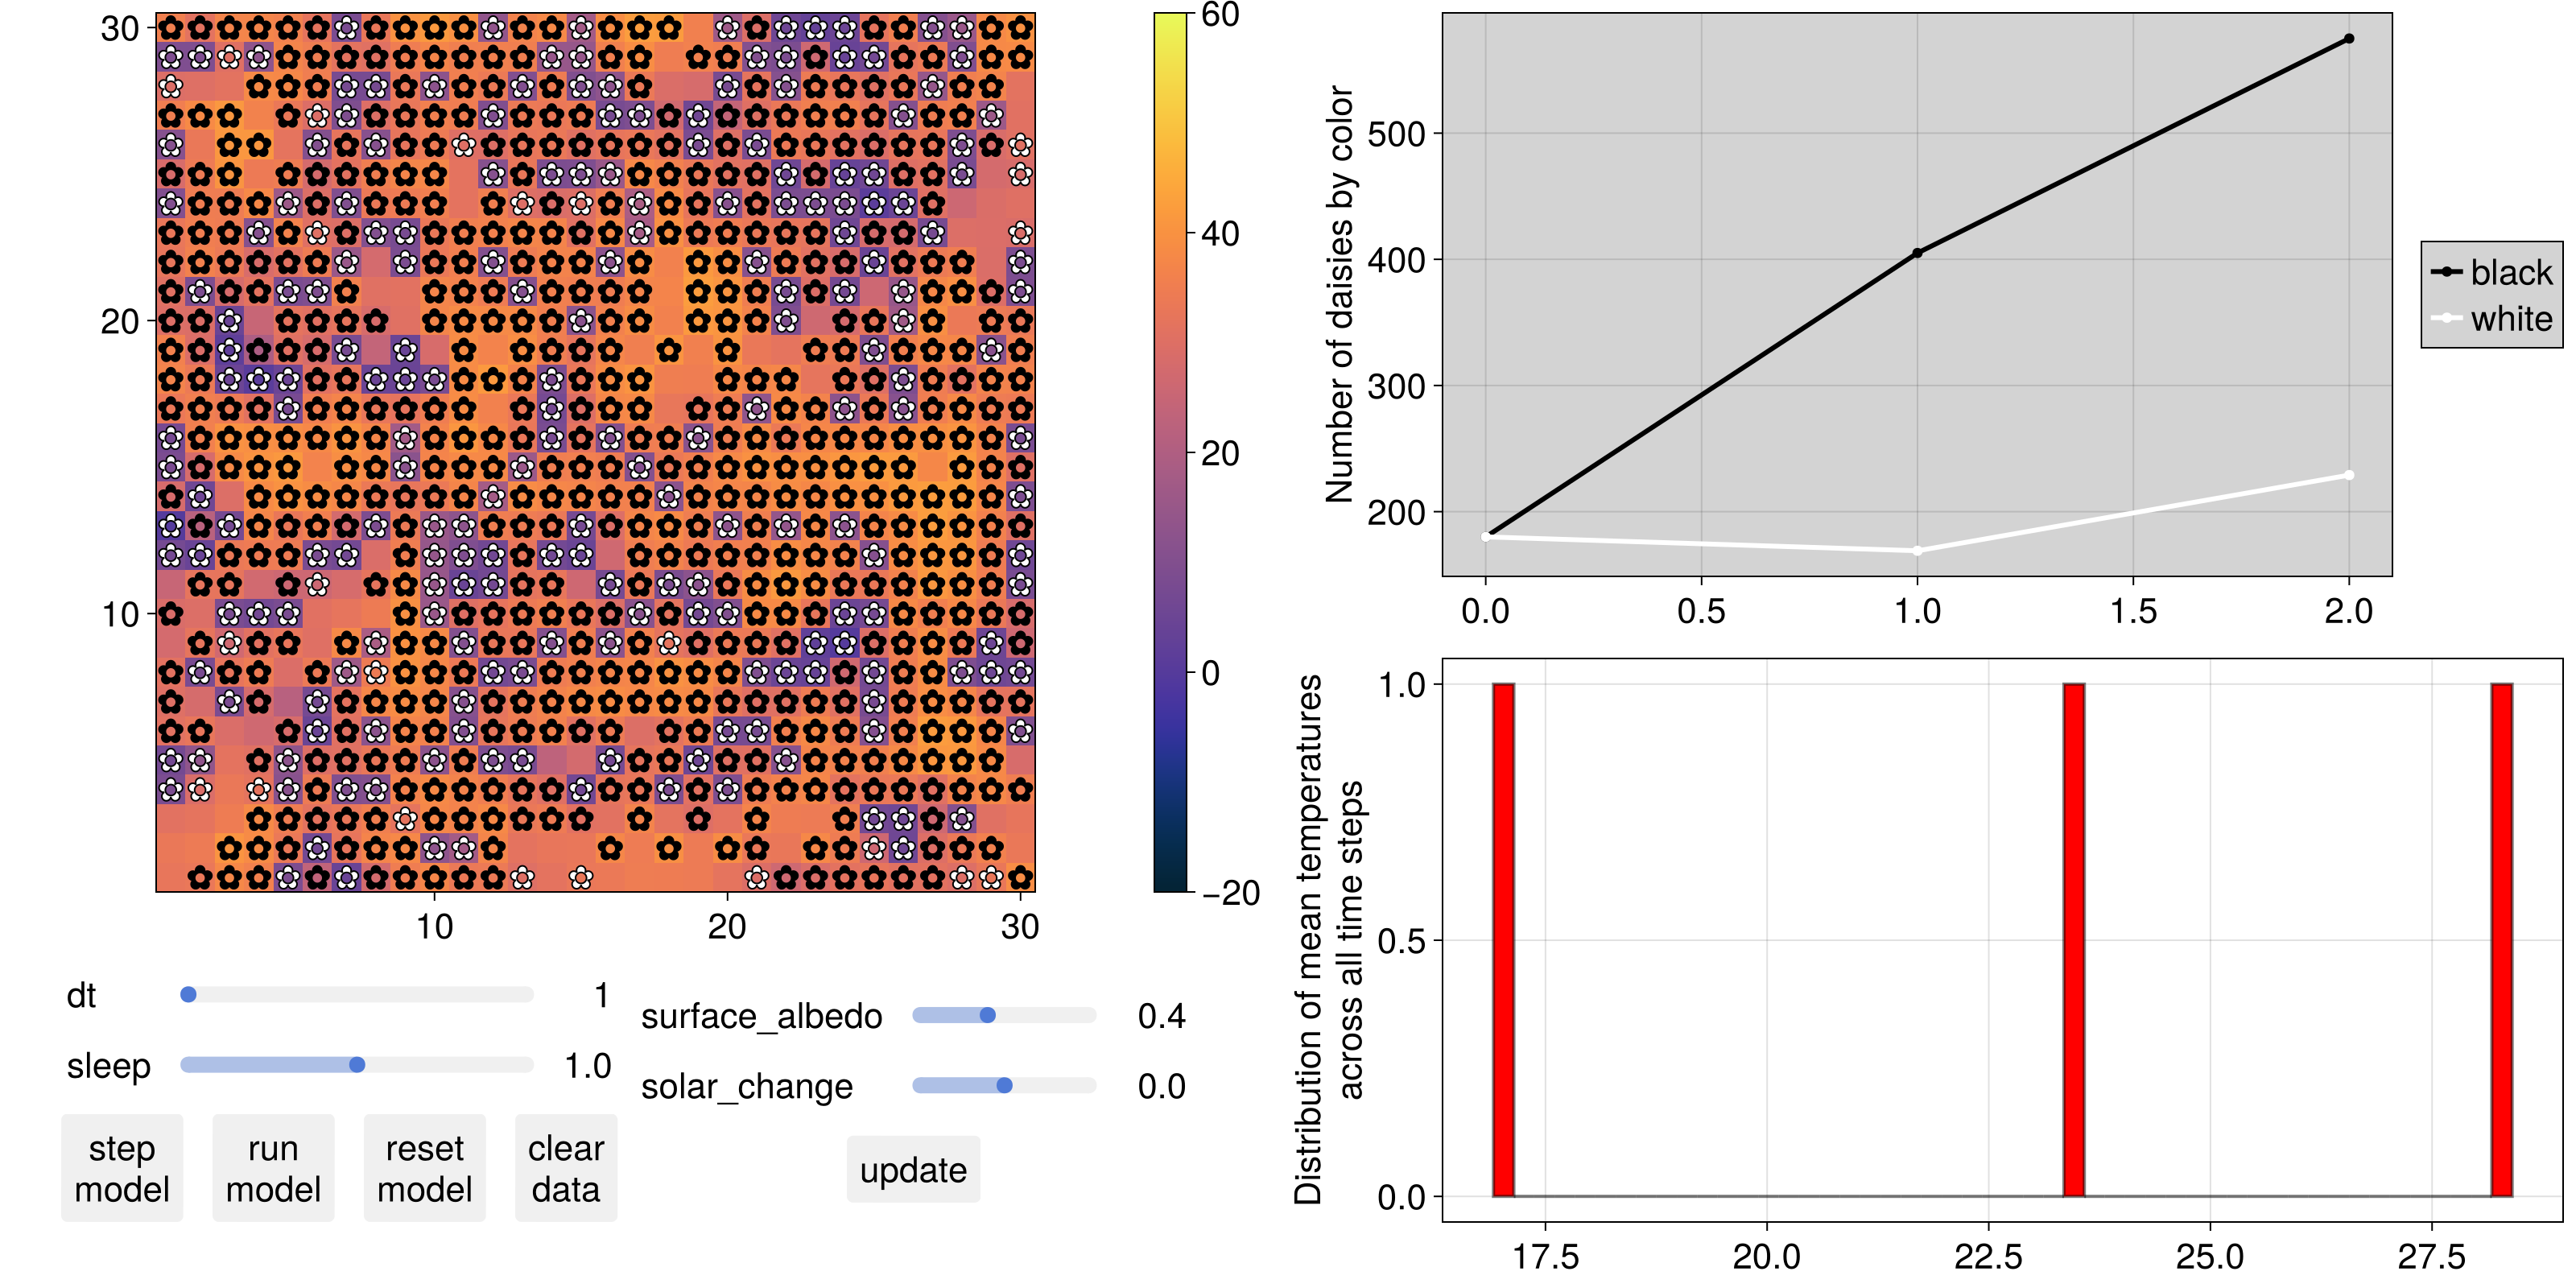 30
20
10
10
20
30
60
40
20
0
−20
Number of daisies by color
500
400
300
200
0.0
0.5
1.0
1.5
2.0
black
white
Distribution of mean temperatures
across all time steps
1.0
0.5
0.0
17.5
20.0
22.5
25.0
27.5
dt
1
sleep
1.0
surface_albedo
0.4
solar_change
0.0
step
model
run
model
reset
model
clear
data
update